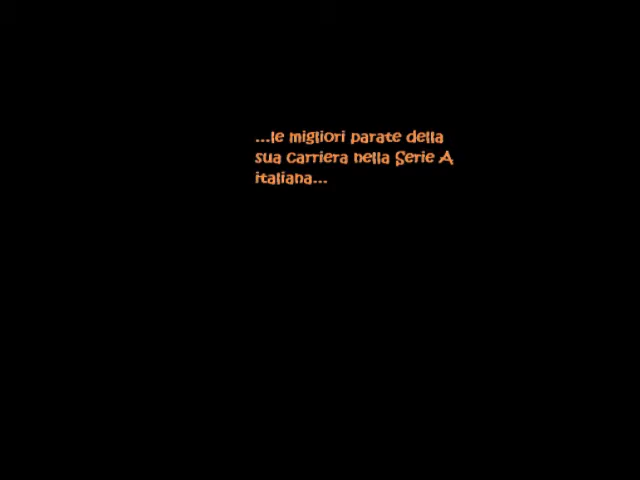 ...le migliori parate della
sua carriera nella Serie A
italiana...